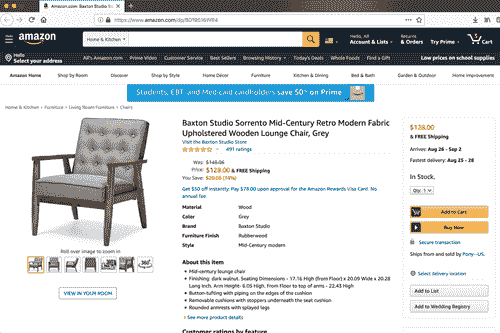 Amazon.com: Baxton Studio So
https://www.amazon.com/dp/B019516W64
amazon
Home & Kitchen
Hello, Ali
Account & Lists
Returns
& Orders
Try Prime
Cart
Hello
Select your address
All
Ali's Amazon.com
Prime Video
Customer Service
Best Sellers
Browsing History
Today's Deals
Whole Foods
Find a Gift
Low prices on school supplies
Amazon Home
Shop by Room
Discover
Shop by Style
Home Décor
Furniture
Kitchen & Dining
Bed & Bath
Garden & Outdoor
Home Improvement
Students, EBT and Medicaid cardholders save 50% on Prime
Home & Kitchen › Furniture › Living Room Furniture › Chairs
Baxton Studio Sorrento Mid-Century Retro Modern Fabric
Upholstered Wooden Lounge Chair, Grey
Visit the Baxton Studio Store
491 ratings
Was: $148.06
Price: $128.00 & FREE Shipping
You Save: $20.06 (14%)
Get $50 off instantly: Pay $78.00 upon approval for the Amazon Rewards Visa Card. No
annual fee.
Material Wood
Color Grey
Brand Baxton Studio
Furniture Finish Rubberwood
Style Mid-Century modern
About this item
• Mid-century lounge chair
• Finishing: dark walnut. Seating Dimensions - 17.16 High (from Floor) x 20.09 Wide x 20.28
Long inch. Arm Height: 6.03 High, from Floor to top of arms - 22.43 High
• Button-tufting with piping on the edges of the cushion
• Removable cushions with stoppers underneath the seat cushion
• Rounded armrests with splayed legs
› See more product details
Customer ratings by feature
Roll over image to zoom in
360°
VIEW IN YOUR ROOM
$128.00
& FREE Shipping
Arrives: Aug 26 - Sep 2
Fastest delivery: Aug 25 - 28
In Stock.
Qty: 1
Add to Cart
Buy Now
Secure transaction
Ships from and sold by Pony-US.
Select delivery location
Add to List
Add to Wedding Registry